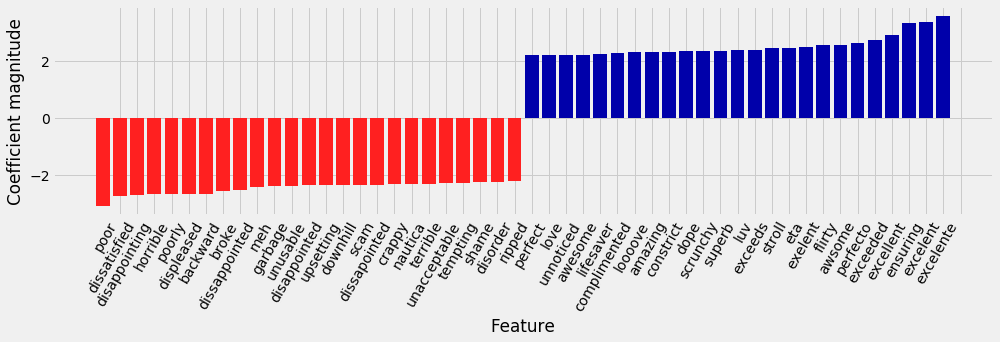 Coefficient magnitude
2
0
−2
poor
dissatisfied
disappointing
horrible
poorly
displeased
backward
broke
dissappointed
meh
garbage
unusable
disappointed
upsetting
downhill
scam
dissapointed
crappy
nautica
terrible
unacceptable
tempting
shame
disorder
ripped
perfect
love
unnoticed
awesome
lifesaver
complimented
loooove
amazing
constrict
dope
scrunchy
superb
luv
exceeds
stroll
eta
exelent
flirty
awsome
perfecto
exceeded
excellent
ensuring
excelent
excelente
Feature